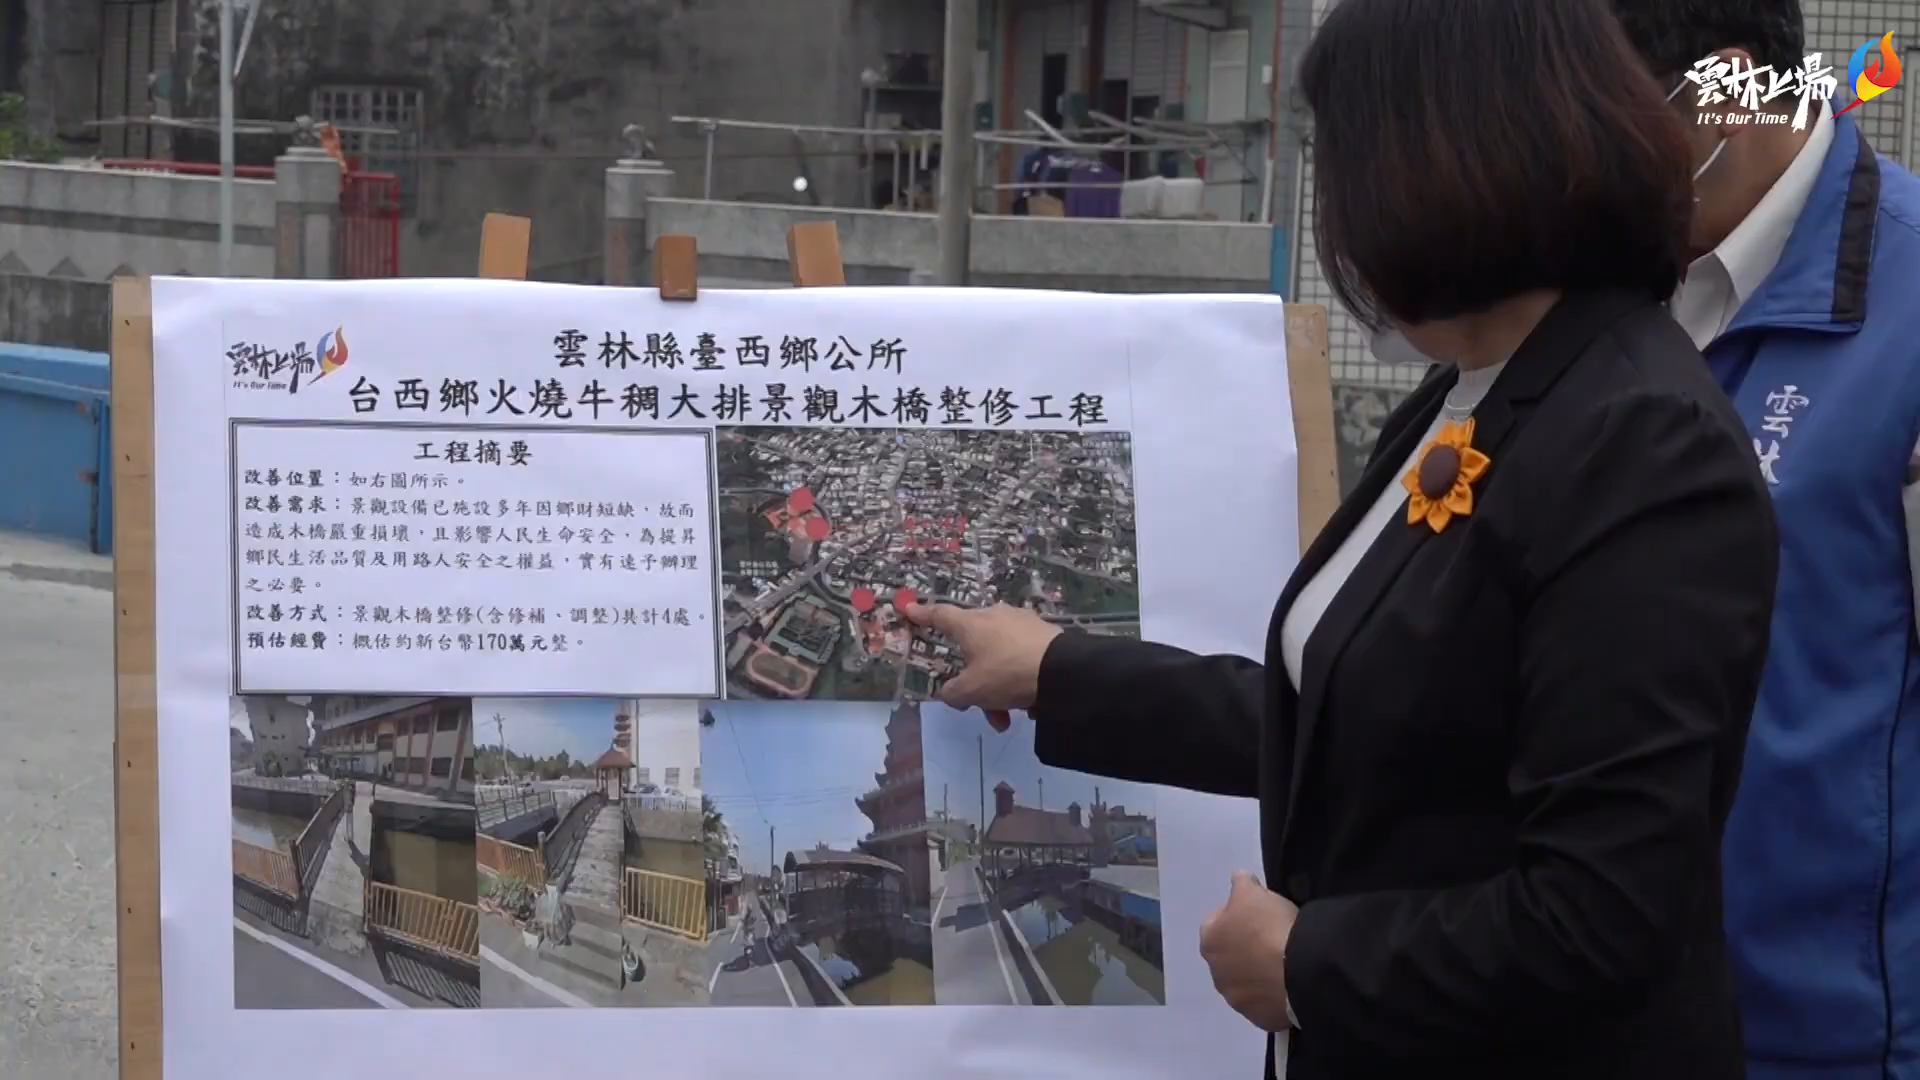 雲林上場
It's Our Time
雲林
雲林縣臺西鄉公所
雲林上場
It's Our Time
台西鄉火燒牛稠大排景觀木橋整修工程
工程摘要
改善位置：如右圖所示。
改善需求：景觀設備已施設多年因鄉財短缺，故而
造成木橋嚴重損壞，且影響人民生命安全，為提昇
鄉民生活品質及用路人安全之權益，實有速予辦理
之必要。
改善方式：景觀木橋整修(含修補、調整)共計4處。
預估經費：概估約新台幣170萬元整。